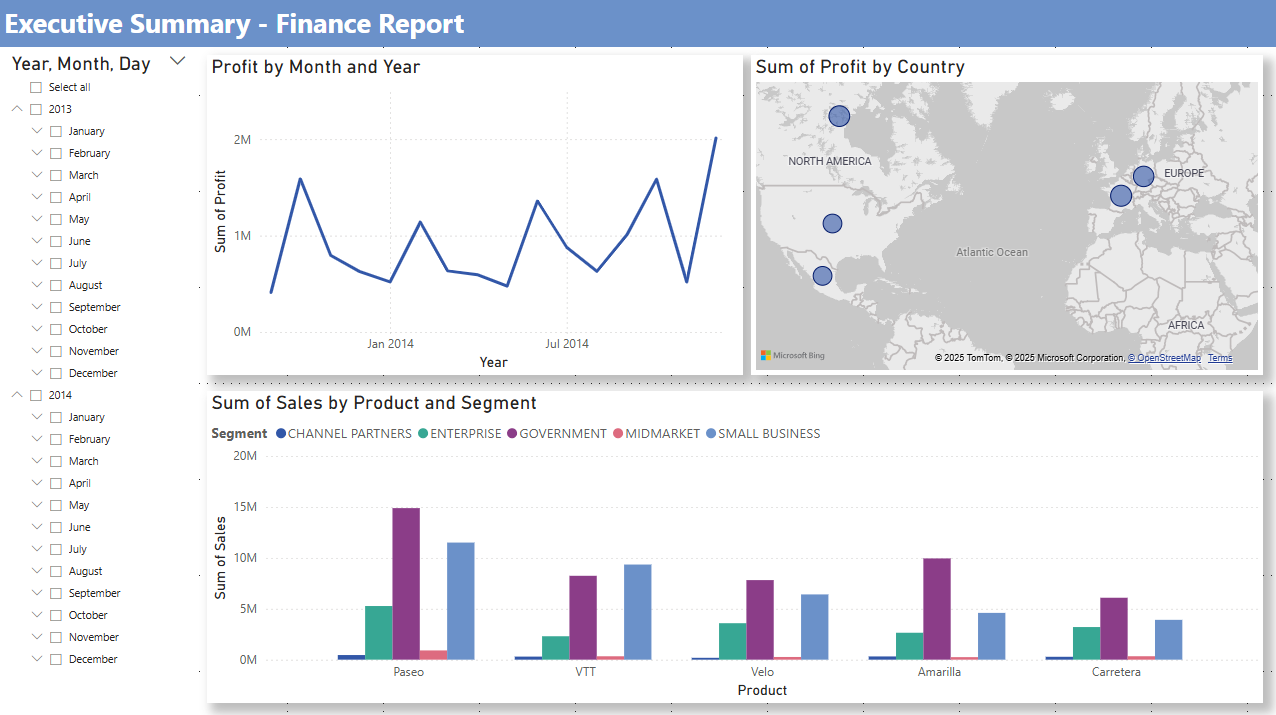 Executive Summary - Finance Report
Year, Month, Day
Select all
2013
January
February
March
April
May
June
July
August
September
October
November
December
2014
January
February
March
April
May
June
July
August
September
October
November
December
Profit by Month and Year
Sum of Profit
2M
1M
0M
Jan 2014
Jul 2014
Year
Sum of Profit by Country
NORTH AMERICA
EUROPE
Atlantic Ocean
AFRICA
Microsoft Bing
© 2025 TomTom, © 2025 Microsoft Corporation, © OpenStreetMap Terms
Sum of Sales by Product and Segment
Segment CHANNEL PARTNERS ENTERPRISE GOVERNMENT MIDMARKET SMALL BUSINESS
Sum of Sales
20M
15M
10M
5M
0M
Paseo VTT Velo Amarilla Carretera
Product